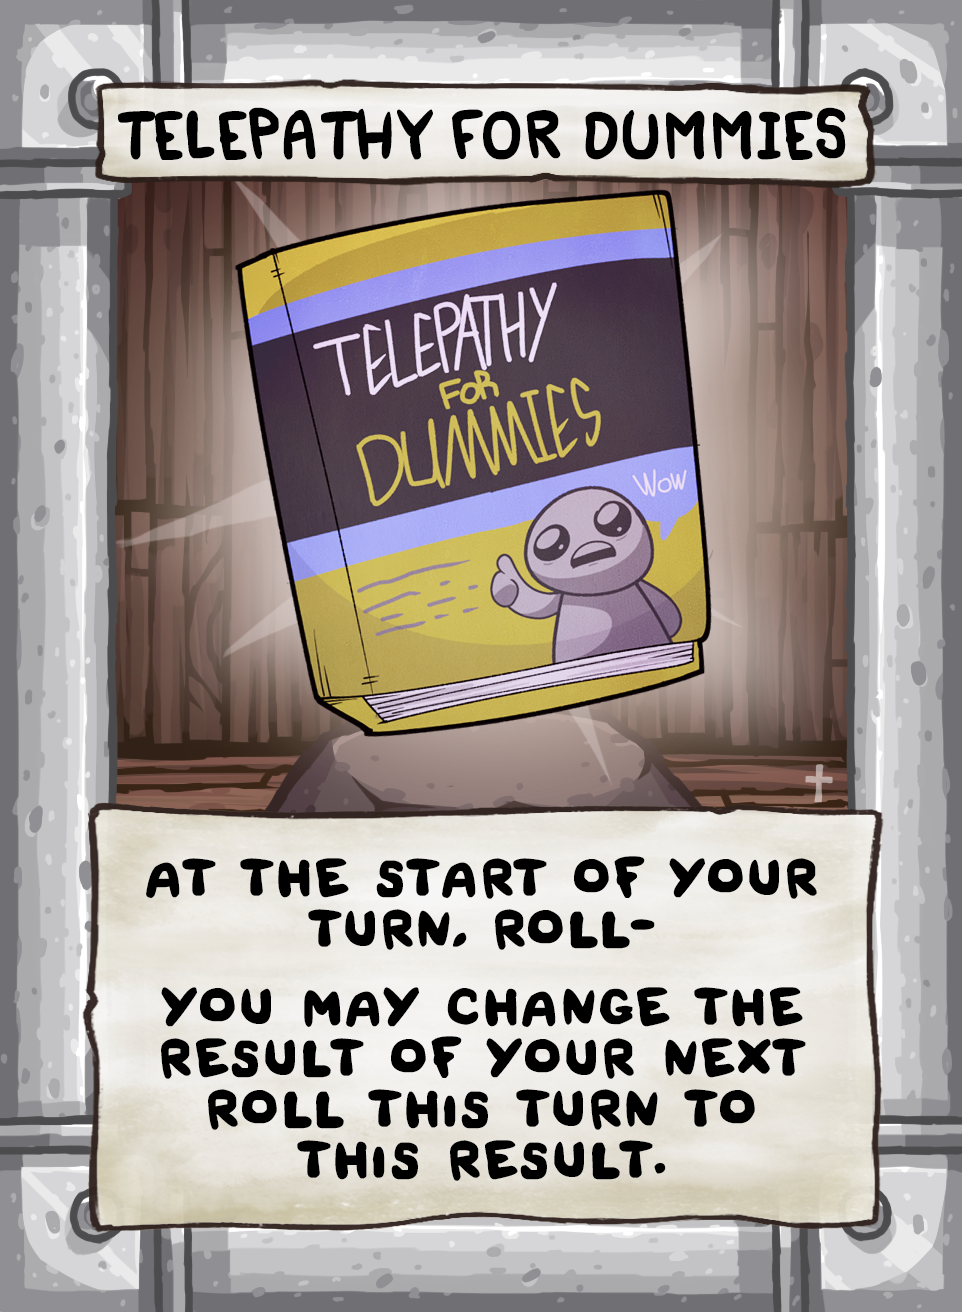 TELEPATHY FOR DUMMIES
TELEPATHY
FOR
DUMMIES
WOW
AT THE START OF YOUR
TURN, ROLL-
YOU MAY CHANGE THE
RESULT OF YOUR NEXT
ROLL THIS TURN TO
THIS RESULT.